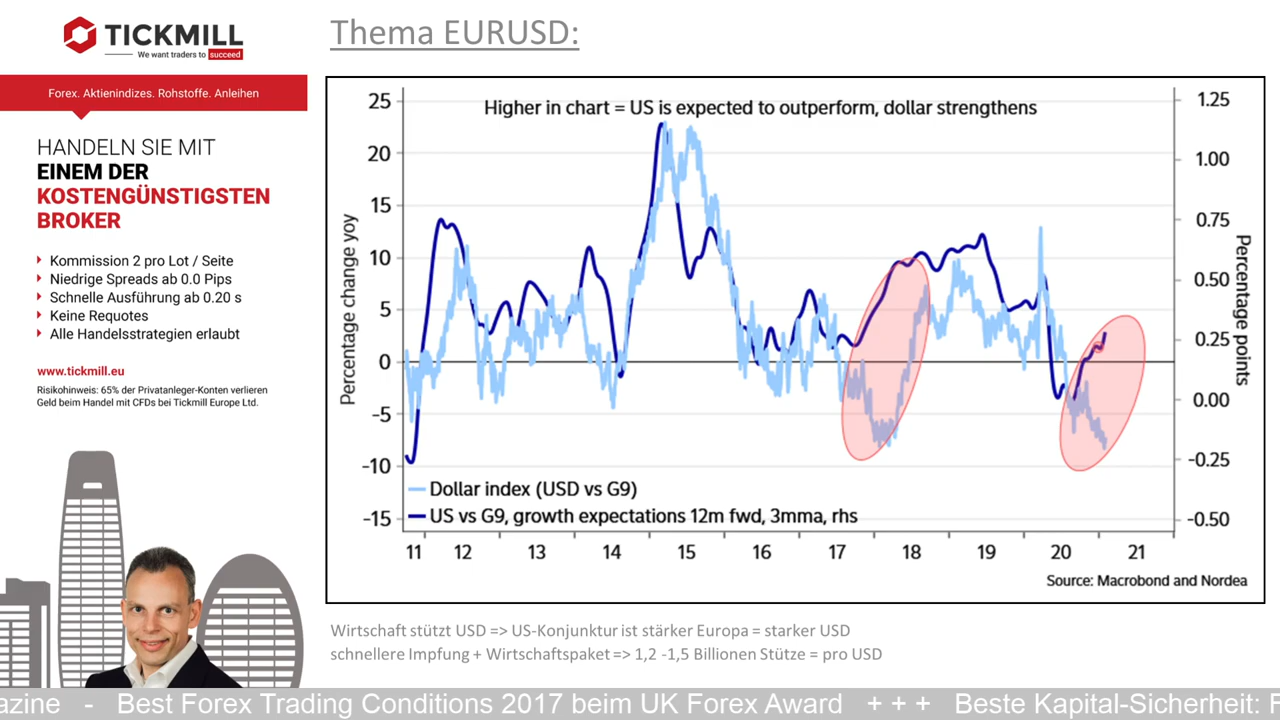 TICKMILL
We want traders to succeed
Forex. Aktienindizes. Rohstoffe. Anleihen
HANDELN SIE MIT
EINEM DER
KOSTENGÜNSTIGSTEN
BROKER
Kommission 2 pro Lot / Seite
Niedrige Spreads ab 0.0 Pips
Schnelle Ausführung ab 0.20 s
Keine Requotes
Alle Handelsstrategien erlaubt
www.tickmill.eu
Risikohinweis: 65% der Privatanleger-Konten verlieren
Geld beim Handel mit CFDs bei Tickmill Europe Ltd.
Thema EURUSD:
Higher in chart = US is expected to outperform, dollar strengthens
Percentage change yoy
25
20
15
10
5
0
-5
-10
-15
1.25
1.00
0.75
0.50
0.25
0.00
-0.25
-0.50
Percentage points
Dollar index (USD vs G9)
US vs G9, growth expectations 12m fwd, 3mma, rhs
11 12 13 14 15 16 17 18 19 20 21
Source: Macrobond and Nordea
Wirtschaft stützt USD => US-Konjunktur ist stärker Europa = starker USD
schnellere Impfung + Wirtschaftspaket => 1,2 -1,5 Billionen Stütze = pro USD
azine - Best Forex Trading Conditions 2017 beim UK Forex Award + + + Beste Kapital-Sicherheit: F